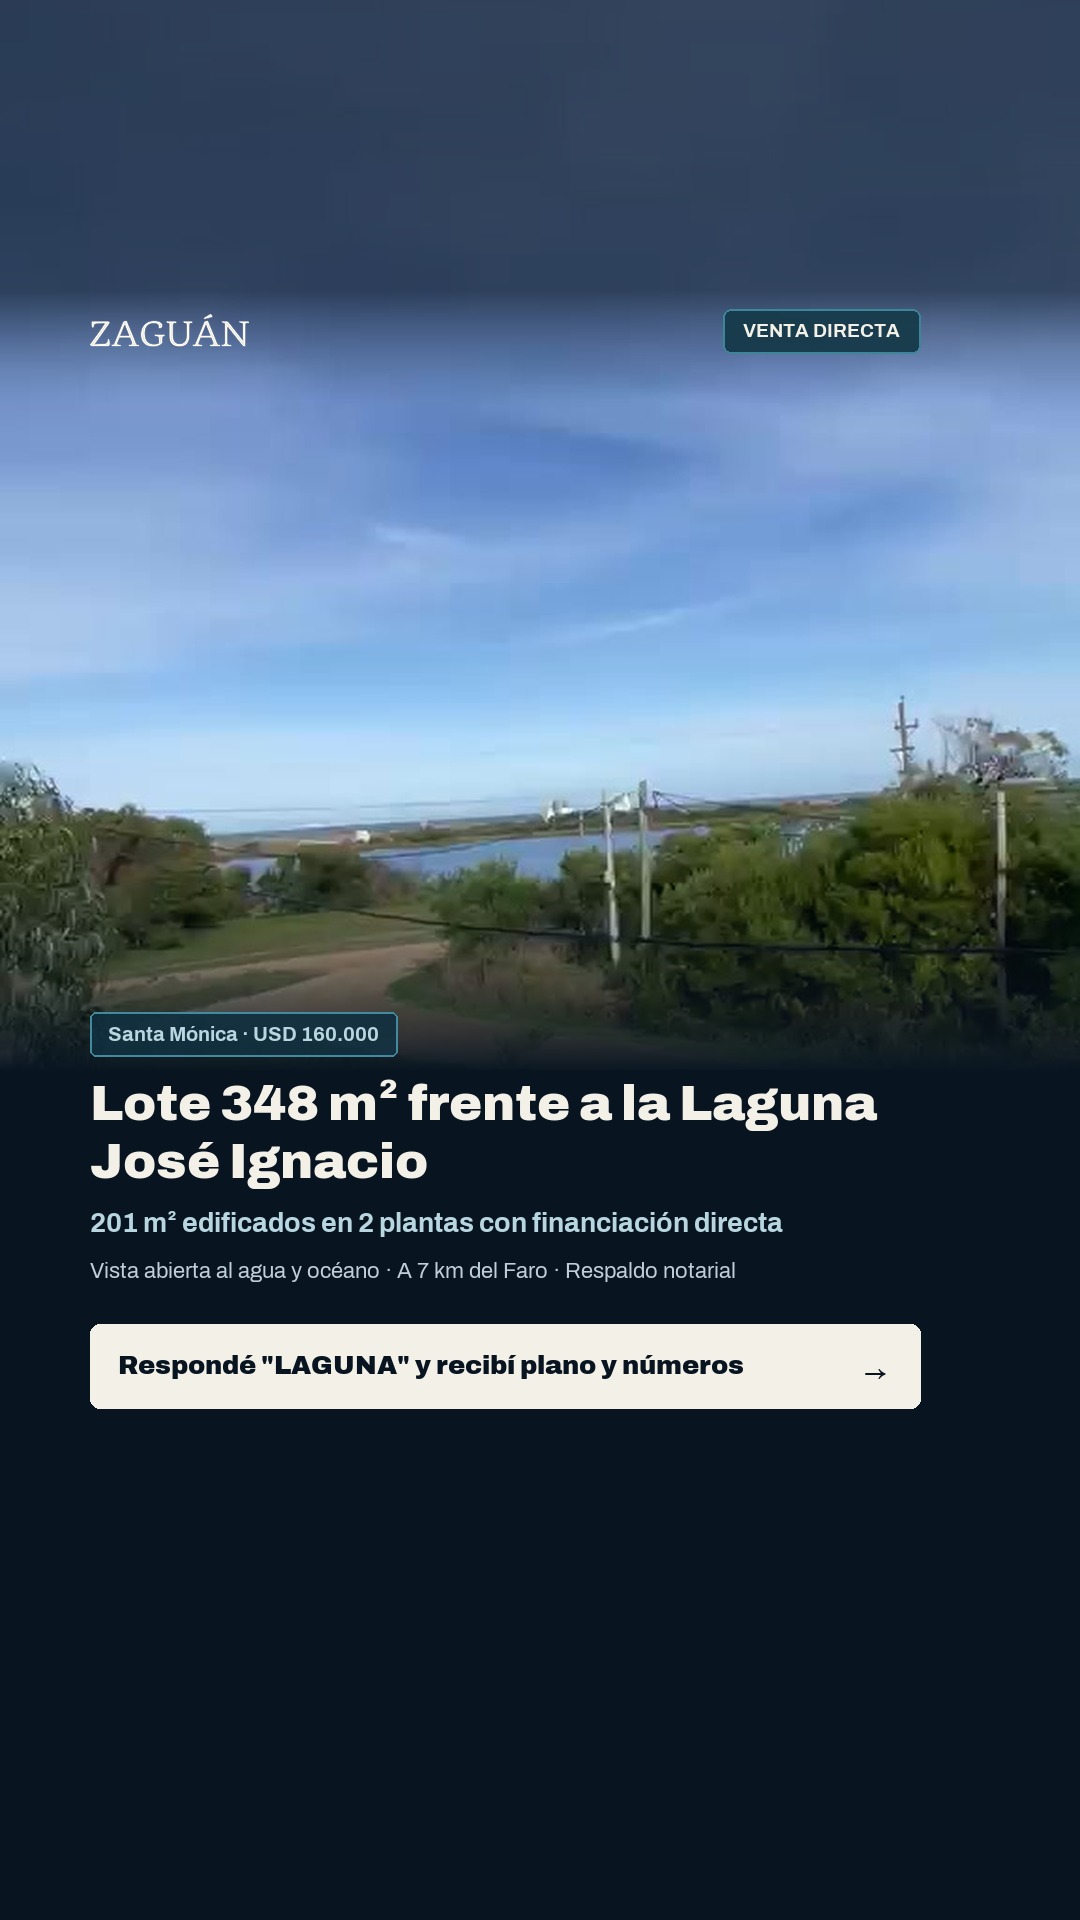 ZAGUÁN
VENTA DIRECTA
Santa Mónica · USD 160.000
Lote 348 m² frente a la Laguna
José Ignacio
201 m² edificados en 2 plantas con financiación directa
Vista abierta al agua y océano · A 7 km del Faro · Respaldo notarial
Respondé "LAGUNA" y recibí plano y números →